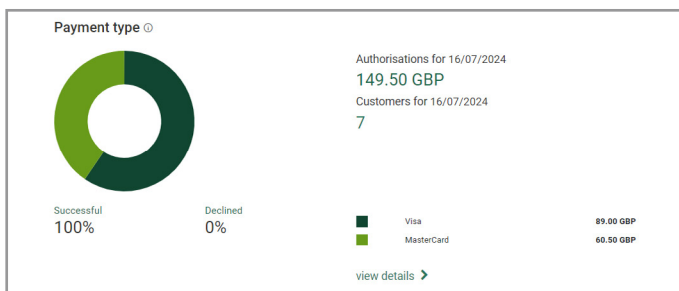 Payment type
Authorisations for 16/07/2024
149.50 GBP
Customers for 16/07/2024
7
Successful
100%
Declined
0%
Visa 89.00 GBP
MasterCard 60.50 GBP
view details